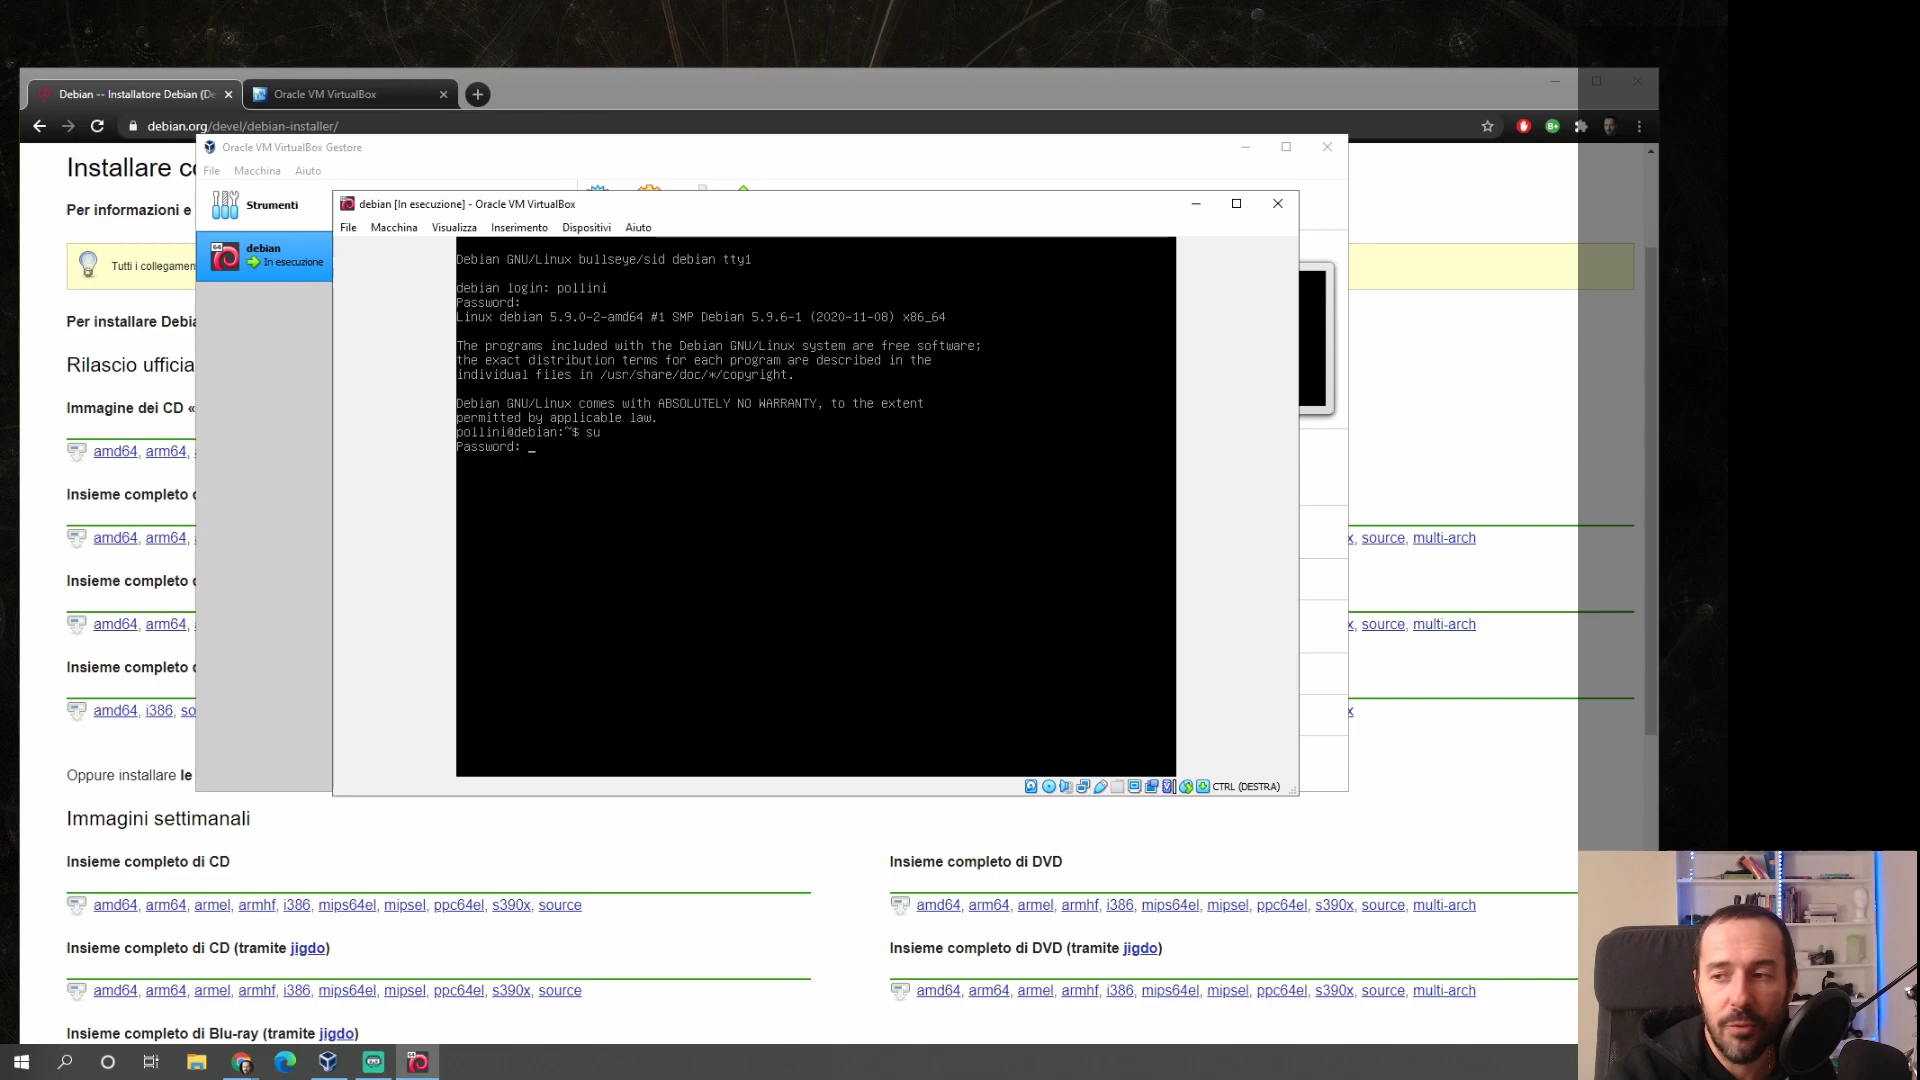 Debian -- Installatore Debian (De
Oracle VM VirtualBox
debian.org/devel/debian-installer/
Installare c
Per informazioni e
Tutti i collegamen
Per installare Debia
Rilascio ufficia
Immagine dei CD «
amd64, arm64,
Insieme completo
amd64, arm64,
Insieme completo
amd64, arm64,
Insieme completo
amd64, i386, so
Oppure installare le
Oracle VM VirtualBox Gestore
File Macchina Aiuto
Strumenti
64
debian
In esecuzione
debian [In esecuzione] - Oracle VM VirtualBox
File Macchina Visualizza Inserimento Dispositivi Aiuto
Debian GNU/Linux bullseye/sid debian tty1
debian login: pollini
Password:
Linux debian 5.9.0-2-amd64 #1 SMP Debian 5.9.6-1 (2020-11-08) x86_64
The programs included with the Debian GNU/Linux system are free software;
the exact distribution terms for each program are described in the
individual files in /usr/share/doc/*/copyright.
Debian GNU/Linux comes with ABSOLUTELY NO WARRANTY, to the extent
permitted by applicable law.
pollini@debian:~$ su
Password: _
CTRL (DESTRA)
x, source, multi-arch
x, source, multi-arch
x
Immagini settimanali
Insieme completo di CD
amd64, arm64, armel, armhf, i386, mips64el, mipsel, ppc64el, s390x, source
Insieme completo di CD (tramite jigdo)
amd64, arm64, armel, armhf, i386, mips64el, mipsel, ppc64el, s390x, source
Insieme completo di Blu-ray (tramite jigdo)
Insieme completo di DVD
amd64, arm64, armel, armhf, i386, mips64el, mipsel, ppc64el, s390x, source, multi-arch
Insieme completo di DVD (tramite jigdo)
amd64, arm64, armel, armhf, i386, mips64el, mipsel, ppc64el, s390x, source, multi-arch